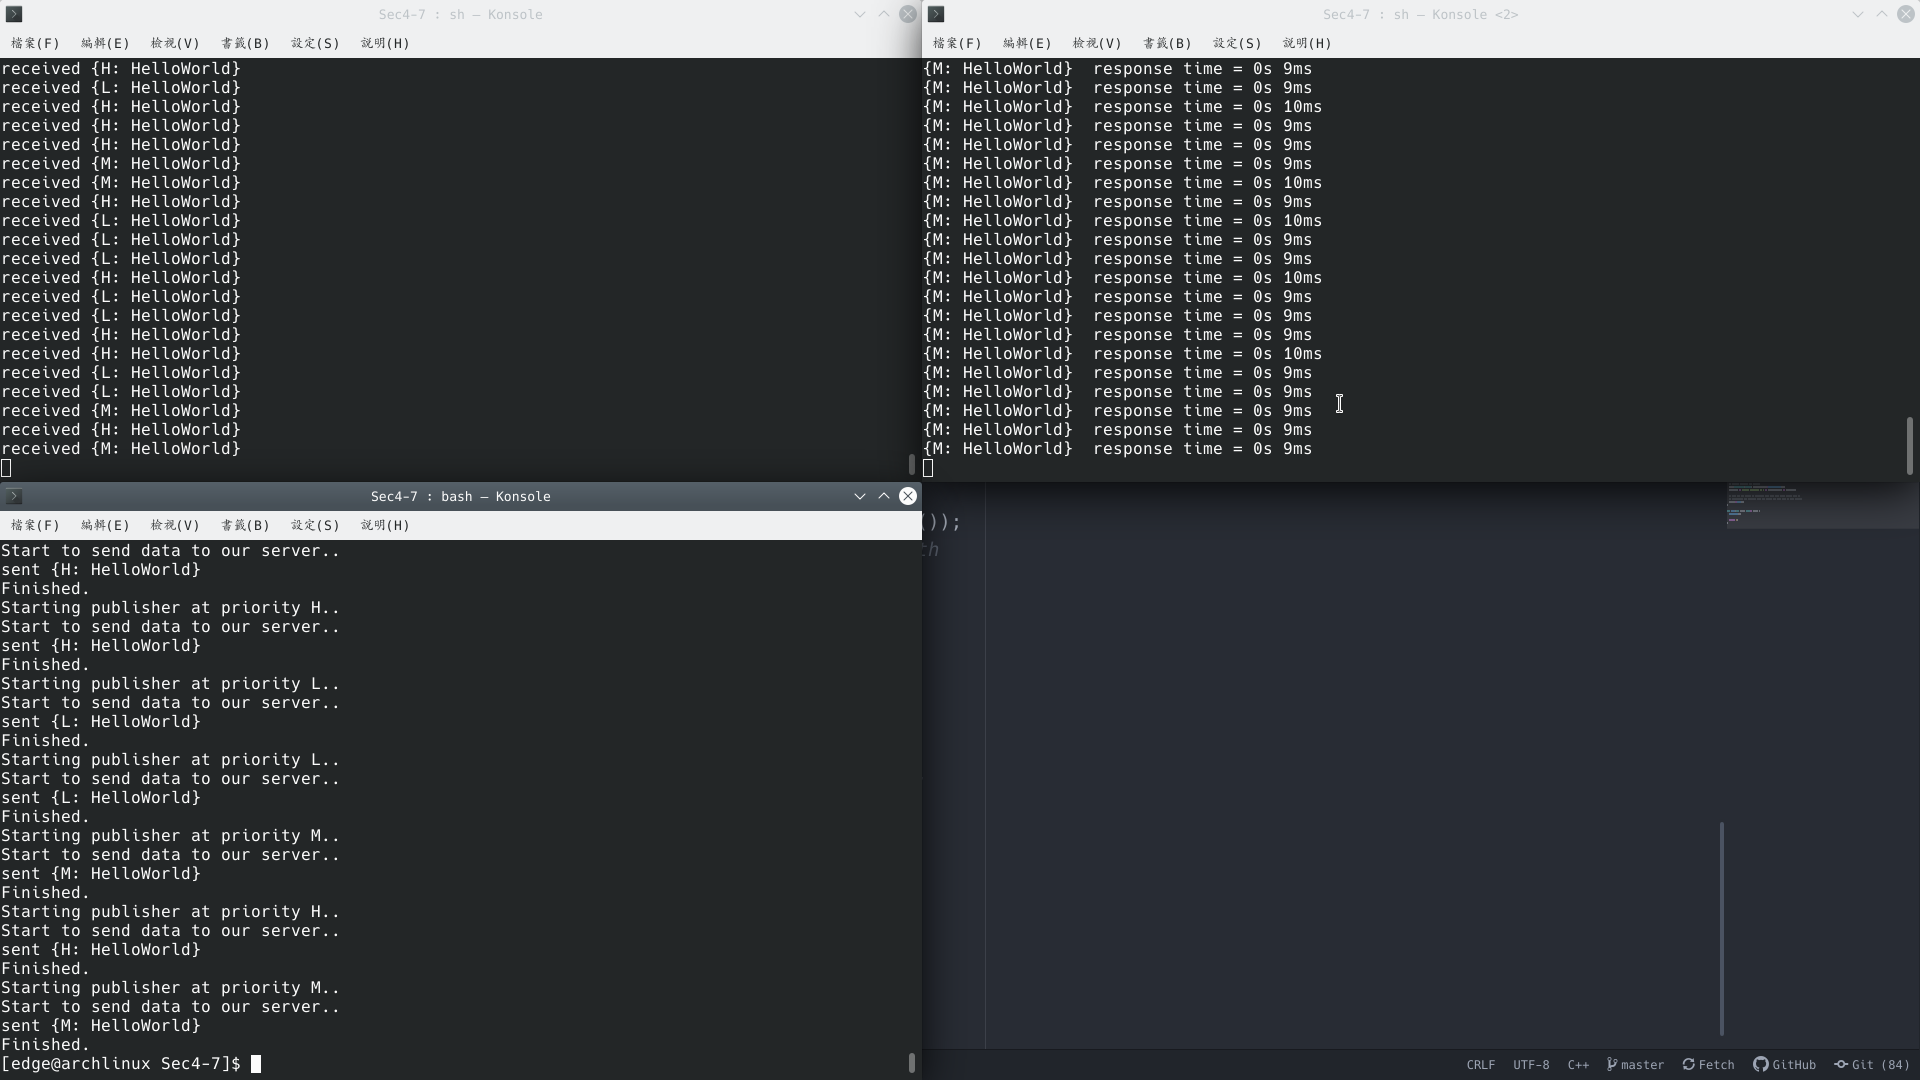 Sec4-7 : sh — Konsole
檔案(F) 編輯(E) 檢視(V) 書籤(B) 設定(S) 說明(H)
received {H: HelloWorld}
received {L: HelloWorld}
received {H: HelloWorld}
received {H: HelloWorld}
received {H: HelloWorld}
received {M: HelloWorld}
received {M: HelloWorld}
received {H: HelloWorld}
received {L: HelloWorld}
received {L: HelloWorld}
received {L: HelloWorld}
received {H: HelloWorld}
received {L: HelloWorld}
received {L: HelloWorld}
received {H: HelloWorld}
received {H: HelloWorld}
received {L: HelloWorld}
received {L: HelloWorld}
received {M: HelloWorld}
received {H: HelloWorld}
received {M: HelloWorld}
Sec4-7 : sh — Konsole <2>
檔案(F) 編輯(E) 檢視(V) 書籤(B) 設定(S) 說明(H)
{M: HelloWorld}  response time = 0s 9ms
{M: HelloWorld}  response time = 0s 9ms
{M: HelloWorld}  response time = 0s 10ms
{M: HelloWorld}  response time = 0s 9ms
{M: HelloWorld}  response time = 0s 9ms
{M: HelloWorld}  response time = 0s 9ms
{M: HelloWorld}  response time = 0s 10ms
{M: HelloWorld}  response time = 0s 9ms
{M: HelloWorld}  response time = 0s 10ms
{M: HelloWorld}  response time = 0s 9ms
{M: HelloWorld}  response time = 0s 9ms
{M: HelloWorld}  response time = 0s 10ms
{M: HelloWorld}  response time = 0s 9ms
{M: HelloWorld}  response time = 0s 9ms
{M: HelloWorld}  response time = 0s 9ms
{M: HelloWorld}  response time = 0s 10ms
{M: HelloWorld}  response time = 0s 9ms
{M: HelloWorld}  response time = 0s 9ms
{M: HelloWorld}  response time = 0s 9ms
{M: HelloWorld}  response time = 0s 9ms
{M: HelloWorld}  response time = 0s 9ms
Sec4-7 : bash — Konsole
檔案(F) 編輯(E) 檢視(V) 書籤(B) 設定(S) 說明(H)
Start to send data to our server..
sent {H: HelloWorld}
Finished.
Starting publisher at priority H..
Start to send data to our server..
sent {H: HelloWorld}
Finished.
Starting publisher at priority L..
Start to send data to our server..
sent {L: HelloWorld}
Finished.
Starting publisher at priority L..
Start to send data to our server..
sent {L: HelloWorld}
Finished.
Starting publisher at priority M..
Start to send data to our server..
sent {M: HelloWorld}
Finished.
Starting publisher at priority H..
Start to send data to our server..
sent {H: HelloWorld}
Finished.
Starting publisher at priority M..
Start to send data to our server..
sent {M: HelloWorld}
Finished.
[edge@archlinux Sec4-7]$
());
CRLF UTF-8 C++ master Fetch GitHub Git (84)